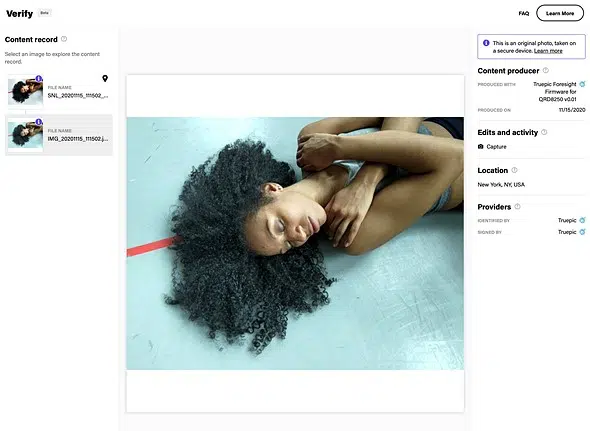 Verify Beta
FAQ
Learn More
Content record
Select an image to explore the content
record.
FILE NAME
SNL_20201115_111502_...
FILE NAME
IMG_20201115_111502.j...
This is an original photo, taken on
a secure device. Learn more
Content producer
PRODUCED WITH
Truepic Foresight
Firmware for
QRD8250 v0.01
PRODUCED ON
11/15/2020
Edits and activity
Capture
Location
New York, NY, USA
Providers
IDENTIFIED BY
Truepic
SIGNED BY
Truepic